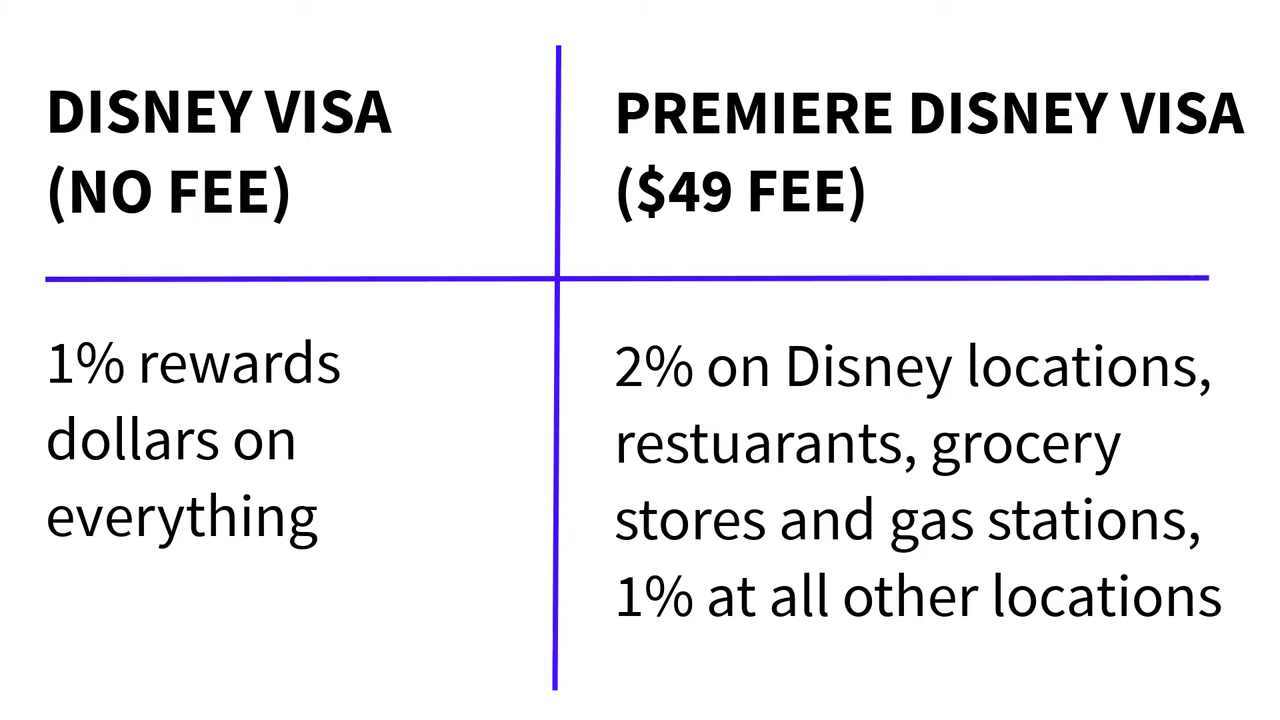 DISNEY VISA
(NO FEE)
PREMIERE DISNEY VISA
($49 FEE)
1% rewards
dollars on
everything
2% on Disney locations,
restuarants, grocery
stores and gas stations,
1% at all other locations